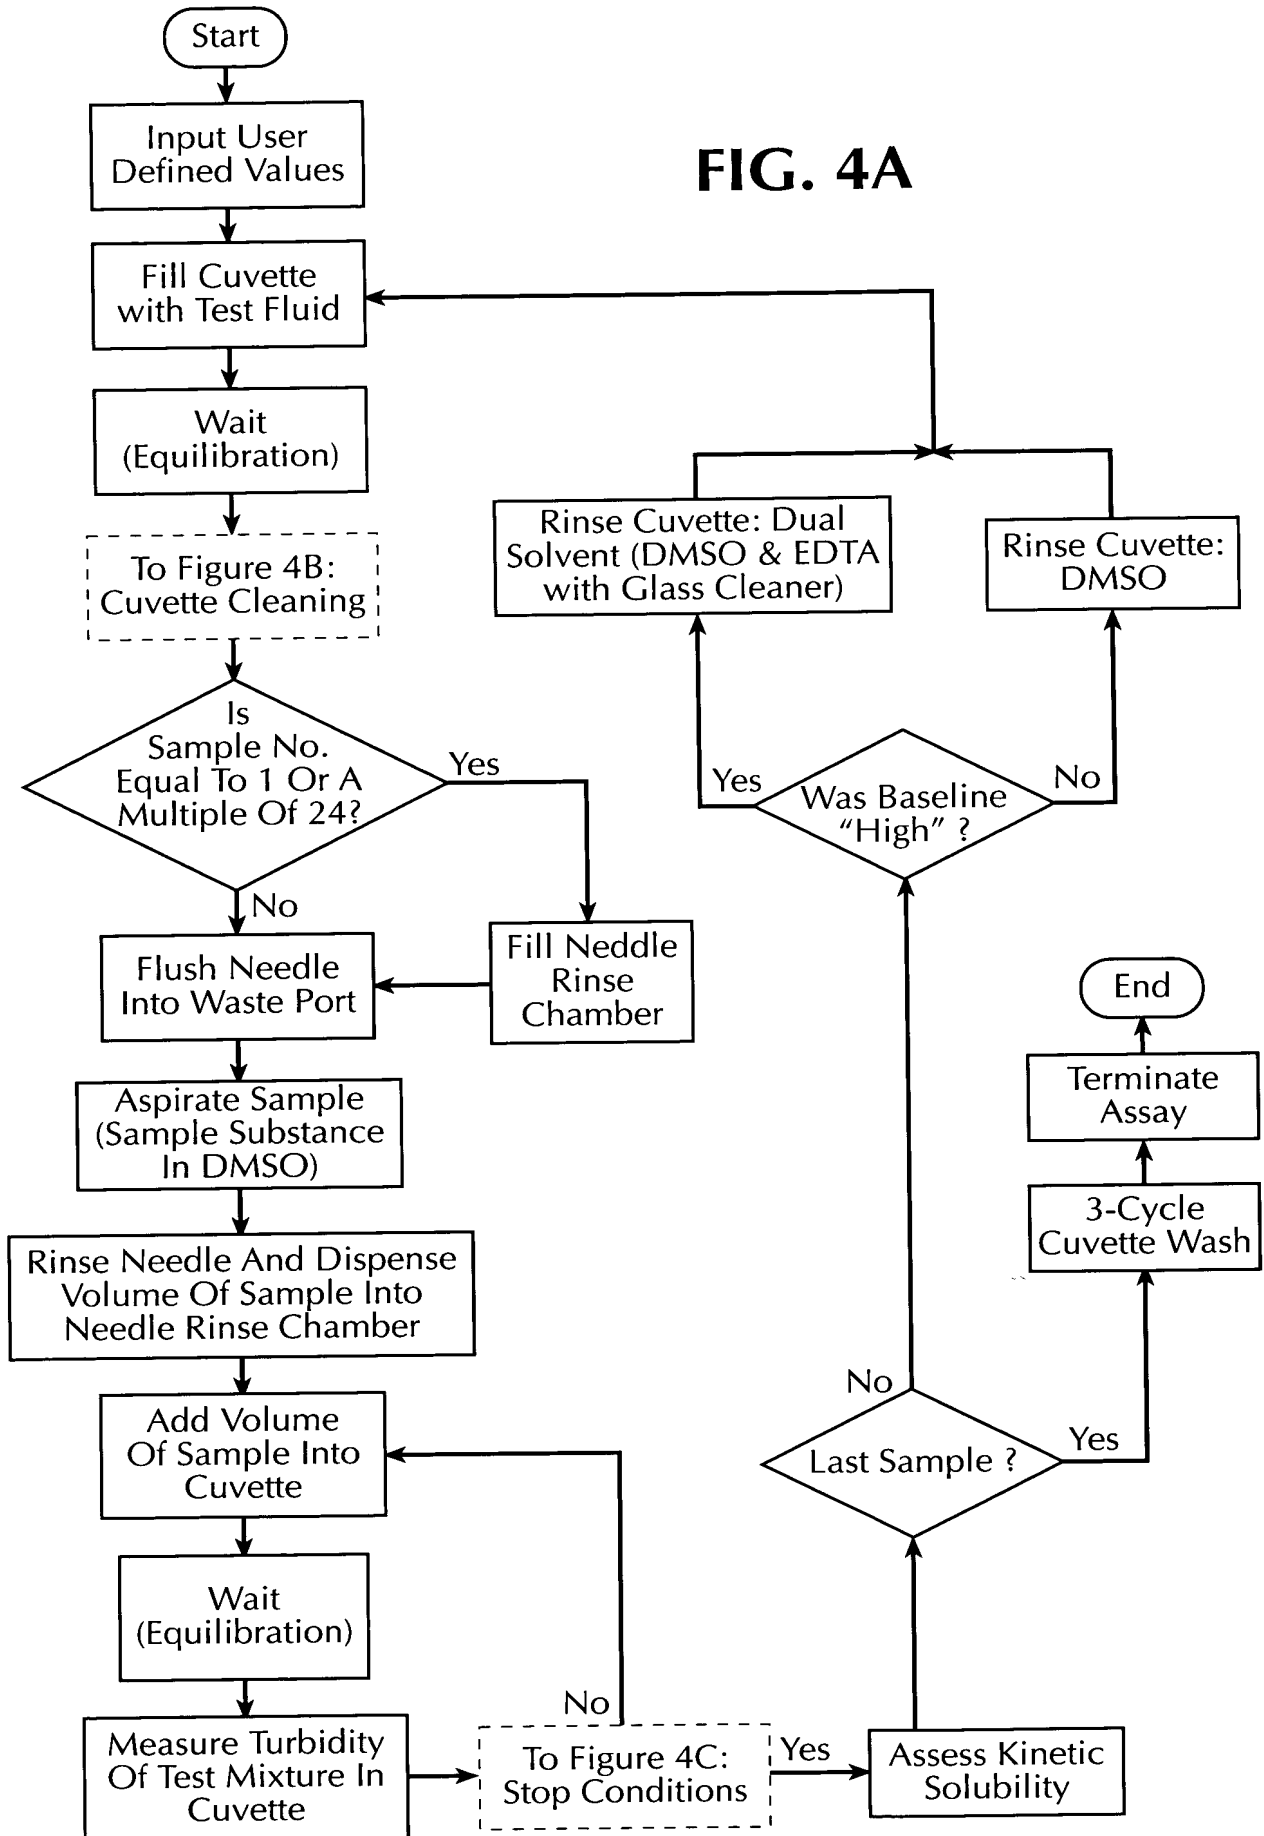 Start
Input User
Defined Values
FIG. 4A
Fill Cuvette
with Test Fluid
Wait
(Equilibration)
To Figure 4B:
Cuvette Cleaning
Rinse Cuvette: Dual
Solvent (DMSO & EDTA
with Glass Cleaner)
Rinse Cuvette:
DMSO
Is
Sample No.
Equal To 1 Or A
Multiple Of 24?
Yes
No
Yes
Was Baseline
“High” ?
No
Flush Needle
Into Waste Port
Fill Neddle
Rinse
Chamber
End
Terminate
Assay
Aspirate Sample
(Sample Substance
In DMSO)
3-Cycle
Cuvette Wash
Rinse Needle And Dispense
Volume Of Sample Into
Needle Rinse Chamber
Add Volume
Of Sample Into
Cuvette
No
Last Sample ?
Yes
Wait
(Equilibration)
Measure Turbidity
Of Test Mixture In
Cuvette
No
To Figure 4C:
Stop Conditions
Yes
Assess Kinetic
Solubility